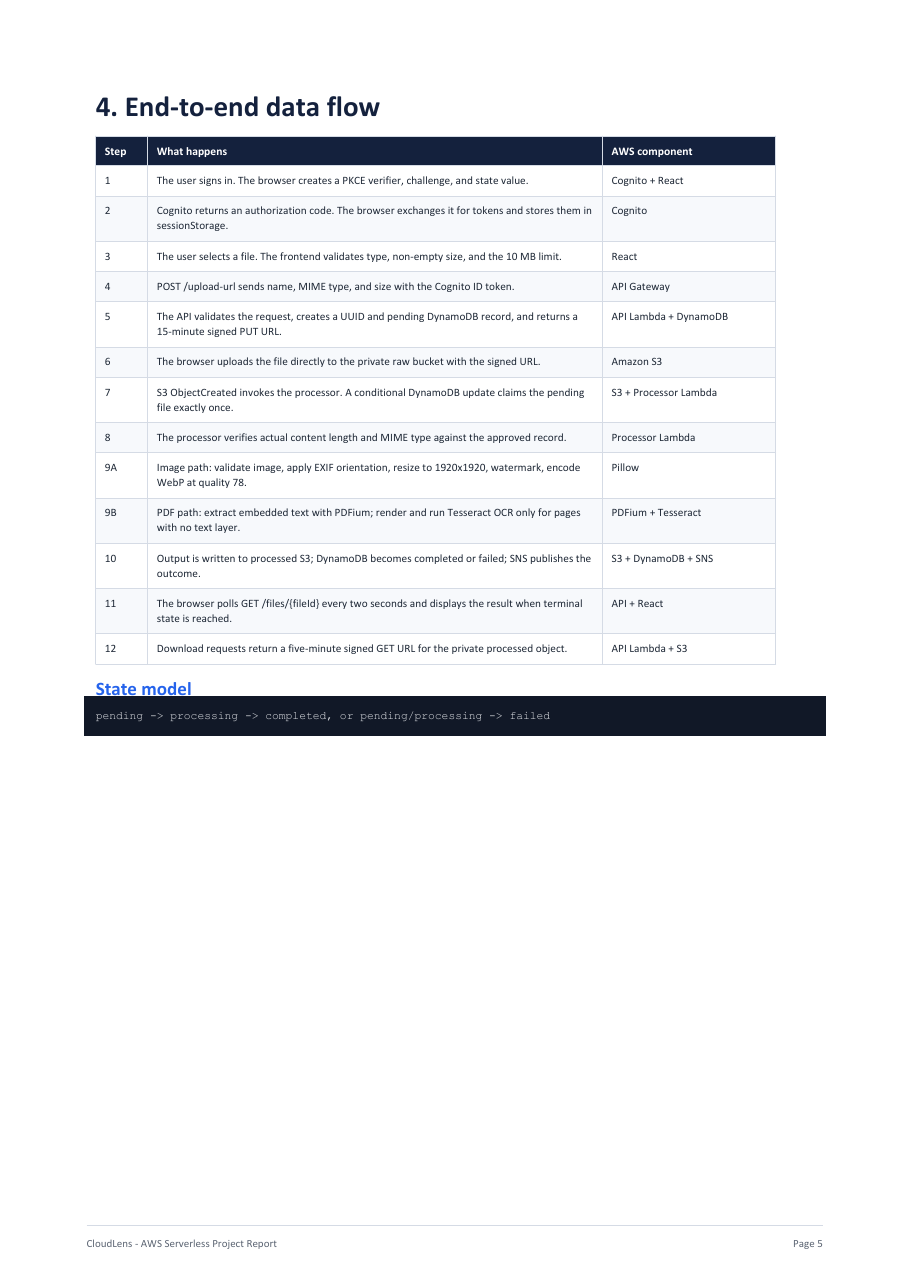 4. End-to-end data flow
Step What happens AWS component
1 The user signs in. The browser creates a PKCE verifier, challenge, and state value. Cognito + React
2 Cognito returns an authorization code. The browser exchanges it for tokens and stores them in Cognito
sessionStorage.
3 The user selects a file. The frontend validates type, non-empty size, and the 10 MB limit. React
4 POST /upload-url sends name, MIME type, and size with the Cognito ID token. API Gateway
5 The API validates the request, creates a UUID and pending DynamoDB record, and returns a API Lambda + DynamoDB
15-minute signed PUT URL.
6 The browser uploads the file directly to the private raw bucket with the signed URL. Amazon S3
7 S3 ObjectCreated invokes the processor. A conditional DynamoDB update claims the pending S3 + Processor Lambda
file exactly once.
8 The processor verifies actual content length and MIME type against the approved record. Processor Lambda
9A Image path: validate image, apply EXIF orientation, resize to 1920x1920, watermark, encode Pillow
WebP at quality 78.
9B PDF path: extract embedded text with PDFium; render and run Tesseract OCR only for pages PDFium + Tesseract
with no text layer.
10 Output is written to processed S3; DynamoDB becomes completed or failed; SNS publishes the S3 + DynamoDB + SNS
outcome.
11 The browser polls GET /files/{fileId} every two seconds and displays the result when terminal API + React
state is reached.
12 Download requests return a five-minute signed GET URL for the private processed object. API Lambda + S3
State model
pending -> processing -> completed, or pending/processing -> failed
CloudLens - AWS Serverless Project Report Page 5